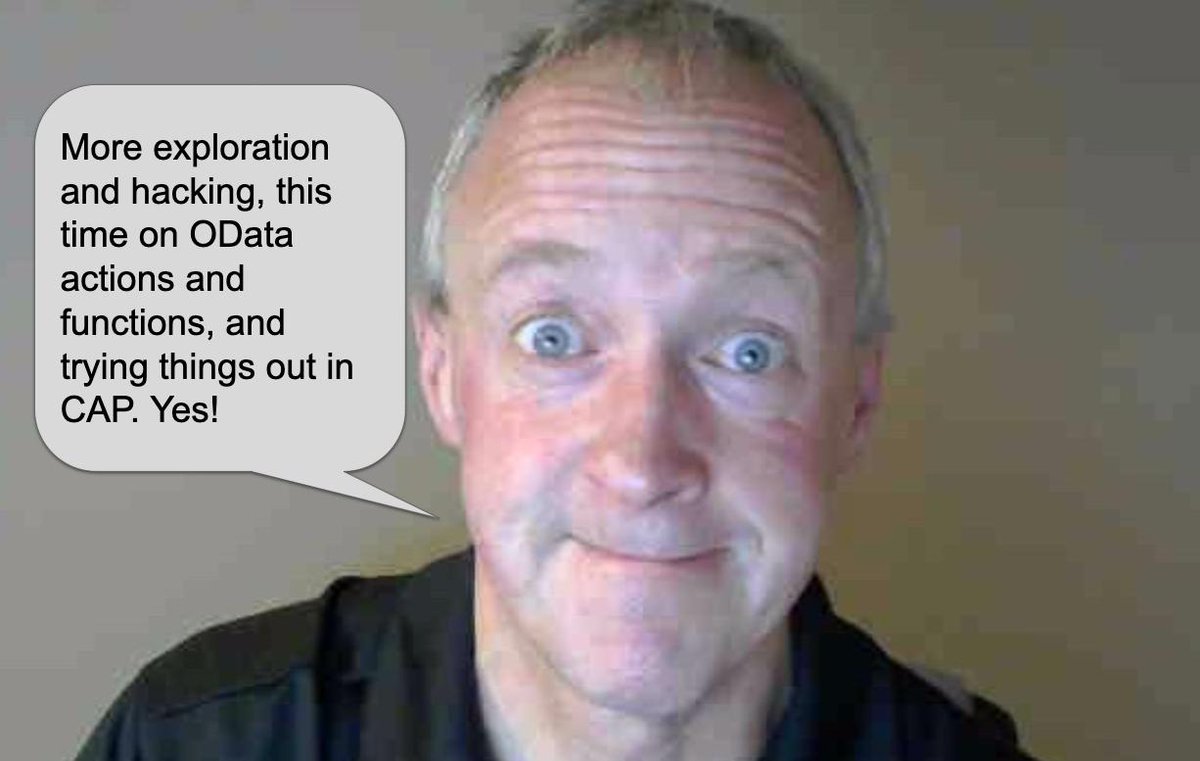 More exploration
and hacking, this
time on OData
actions and
functions, and
trying things out in
CAP. Yes!